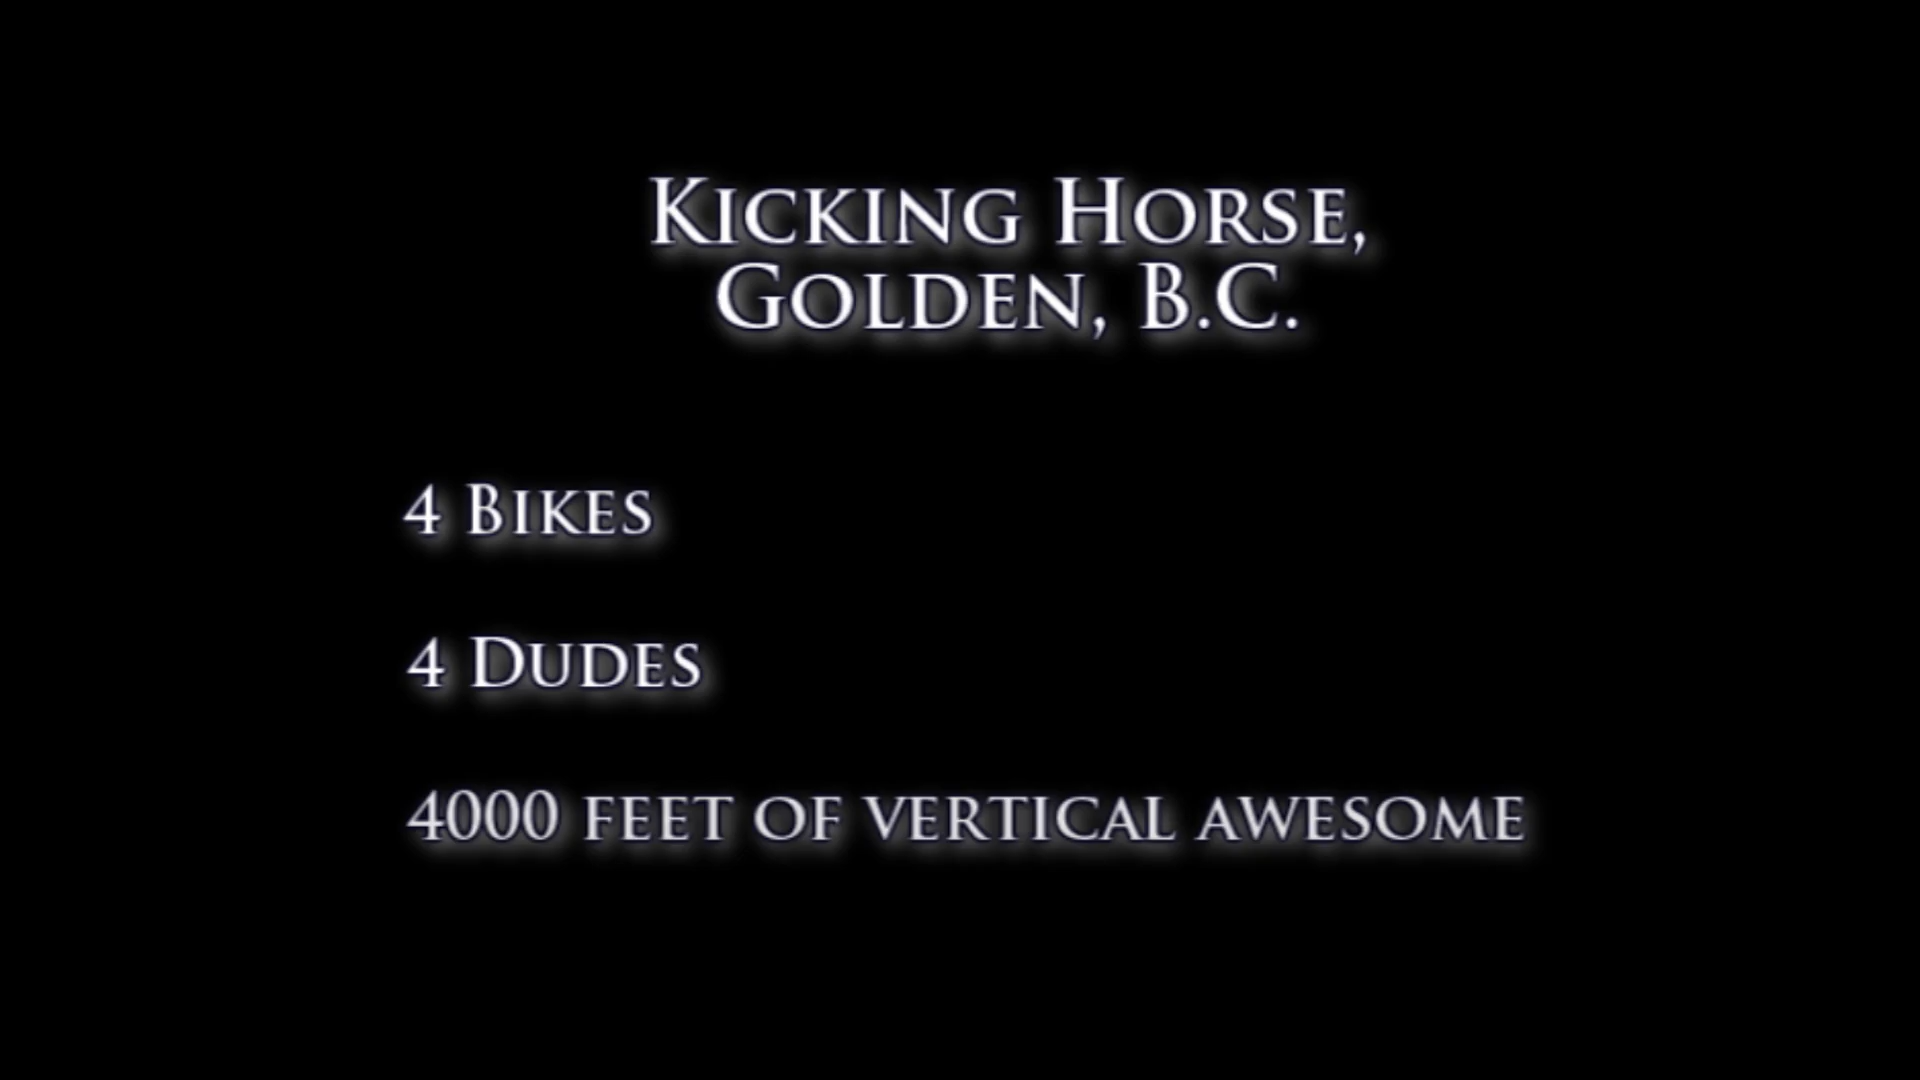 Kicking Horse,
Golden, B.C.
4 Bikes
4 Dudes
4000 feet of vertical awesome